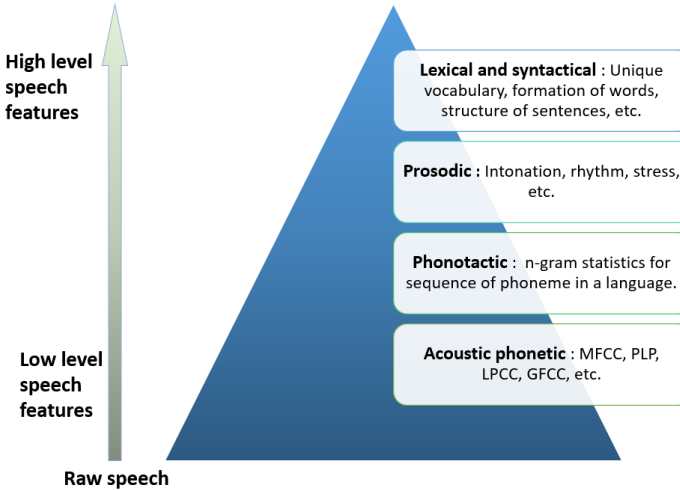 High level
speech
features
Lexical and syntactical : Unique
vocabulary, formation of words,
structure of sentences, etc.
Prosodic : Intonation, rhythm, stress,
etc.
Phonotactic : n-gram statistics for
sequence of phoneme in a language.
Acoustic phonetic : MFCC, PLP,
LPCC, GFCC, etc.
Low level
speech
features
Raw speech